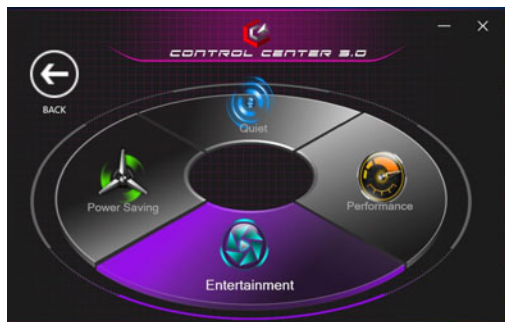 CONTROL CENTER 3.0
BACK
Quiet
Power Saving
Performance
Entertainment